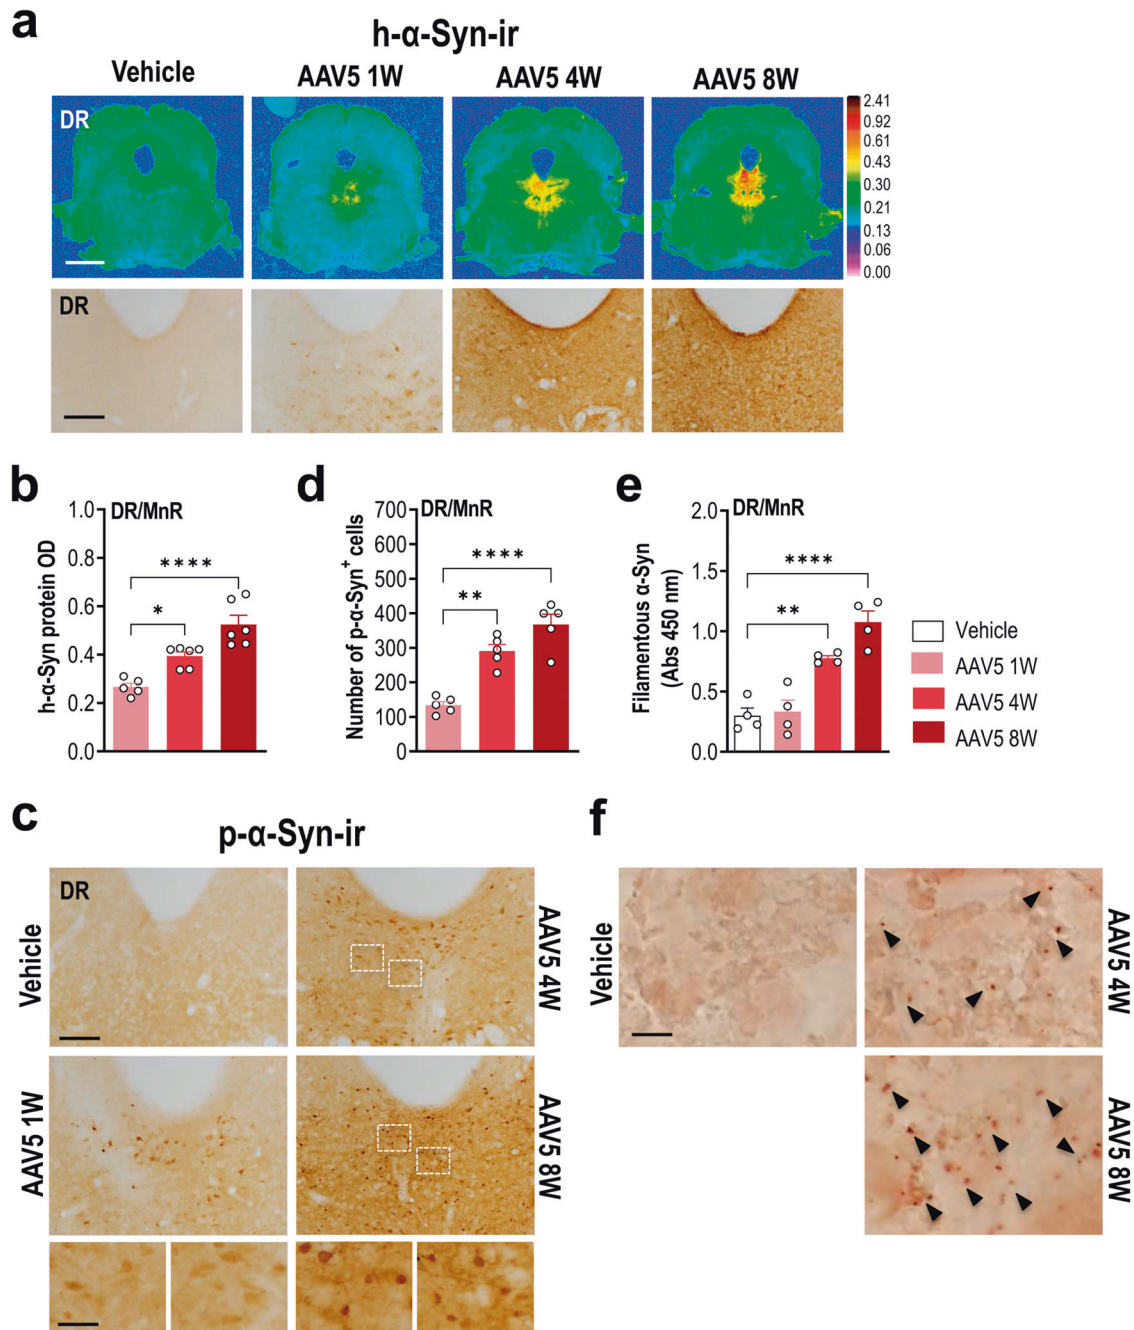 a
h-α-Syn-ir
Vehicle
AAV5 1W
AAV5 4W
AAV5 8W
DR
2.41
0.92
0.61
0.43
0.30
0.21
0.13
0.06
0.00
DR
b
DR/MnR
h-α-Syn protein OD
1.0
0.8
0.6
0.4
0.2
0.0
****
*
d
DR/MnR
Number of p-α-Syn⁺ cells
700
600
500
400
300
200
100
0
****
**
e
DR/MnR
Filamentous α-Syn
(Abs 450 nm)
2.0
1.5
1.0
0.5
0.0
****
**
Vehicle
AAV5 1W
AAV5 4W
AAV5 8W
c
p-α-Syn-ir
DR
Vehicle
AAV5 4W
AAV5 1W
AAV5 8W
f
Vehicle
AAV5 4W
AAV5 8W